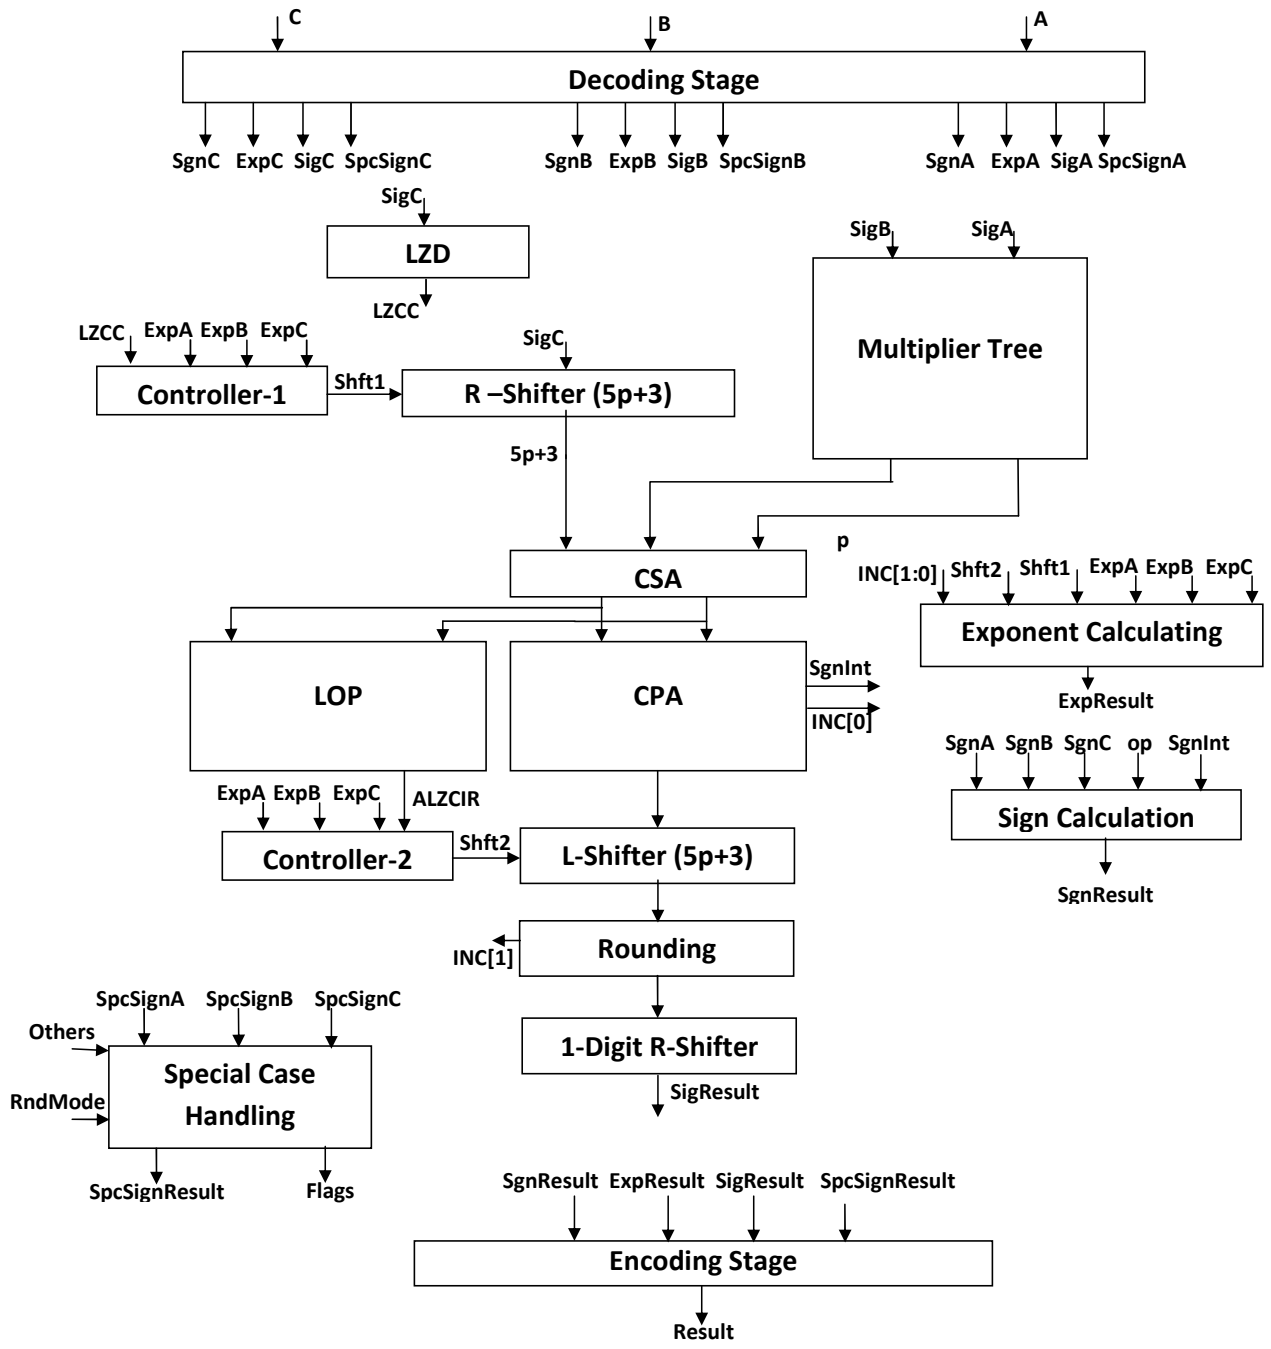 C
B
A
Decoding Stage
SgnC ExpC SigC SpcSignC
SgnB ExpB SigB SpcSignB
SgnA ExpA SigA SpcSignA
SigC
LZD
LZCC
SigB SigA
Multiplier Tree
LZCC ExpA ExpB ExpC
Controller-1
Shft1
SigC
R –Shifter (5p+3)
5p+3
p
CSA
INC[1:0] Shft2 Shft1 ExpA ExpB ExpC
Exponent Calculating
ExpResult
LOP
CPA
SgnInt
INC[0]
SgnA SgnB SgnC op SgnInt
Sign Calculation
SgnResult
ExpA ExpB ExpC ALZCIR
Controller-2
Shft2
L-Shifter (5p+3)
Rounding
INC[1]
1-Digit R-Shifter
SigResult
SpcSignA SpcSignB SpcSignC
Others
RndMode
Special Case
Handling
SpcSignResult Flags
SgnResult ExpResult SigResult SpcSignResult
Encoding Stage
Result